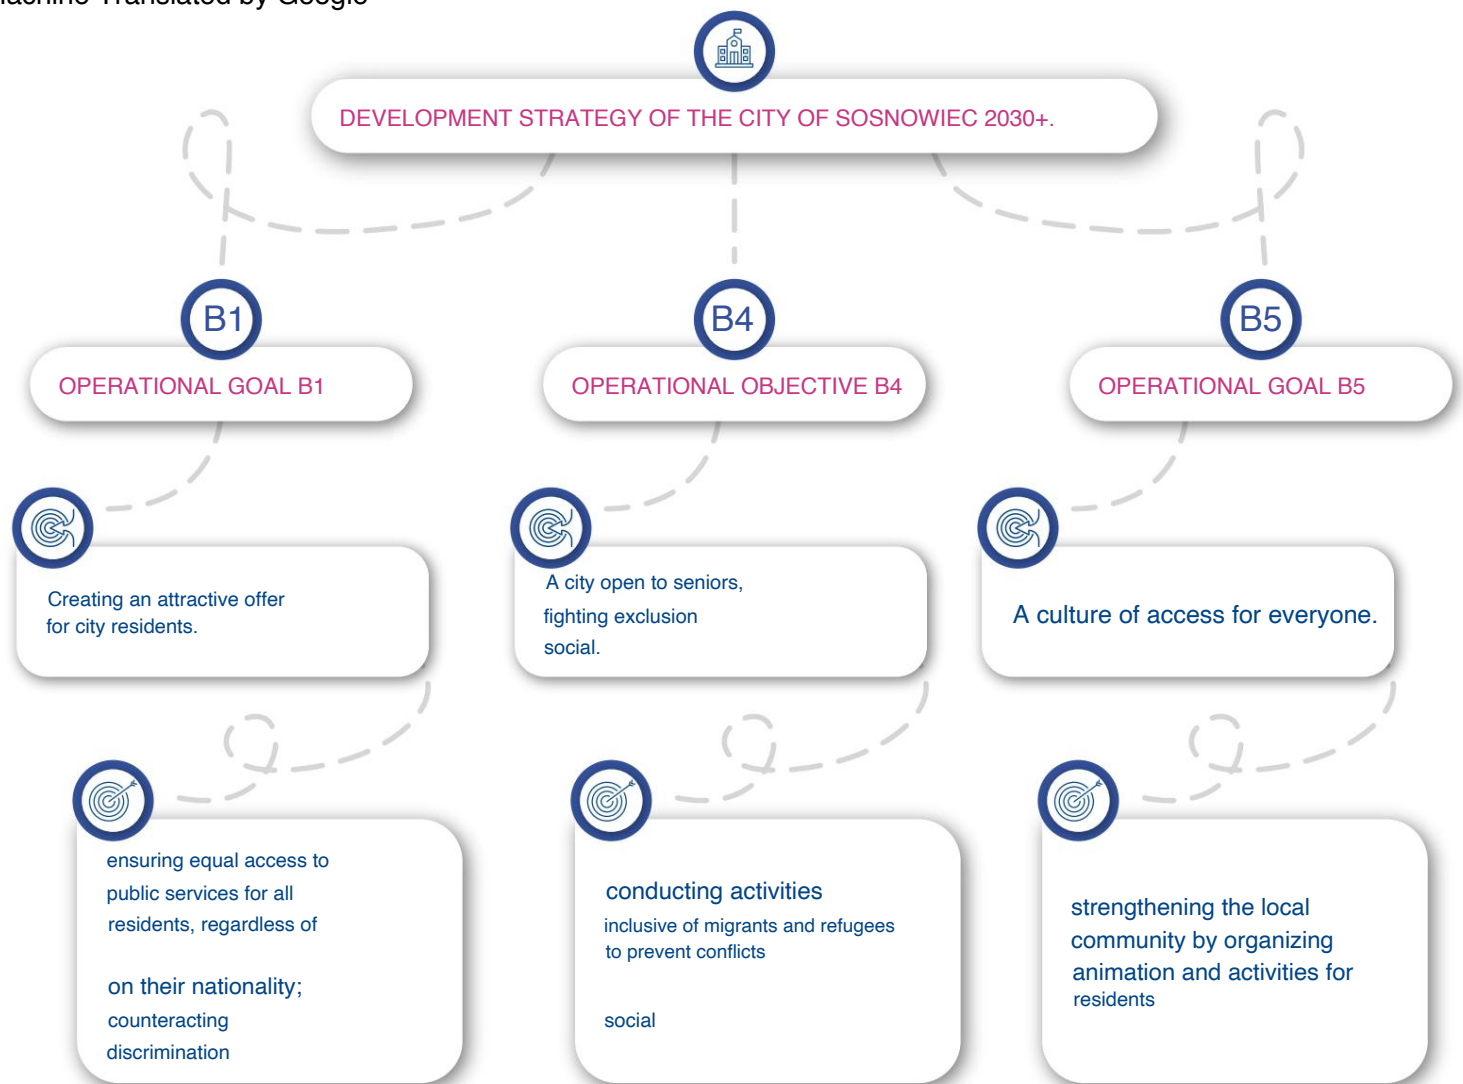 Machine Translated by Google
DEVELOPMENT STRATEGY OF THE CITY OF SOSNOWIEC 2030+.
B1
OPERATIONAL GOAL B1
Creating an attractive offer
for city residents.
ensuring equal access to
public services for all
residents, regardless of
on their nationality;
counteracting
discrimination
B4
OPERATIONAL OBJECTIVE B4
A city open to seniors,
fighting exclusion
social.
conducting activities
inclusive of migrants and refugees
to prevent conflicts
social
B5
OPERATIONAL GOAL B5
A culture of access for everyone.
strengthening the local
community by organizing
animation and activities for
residents